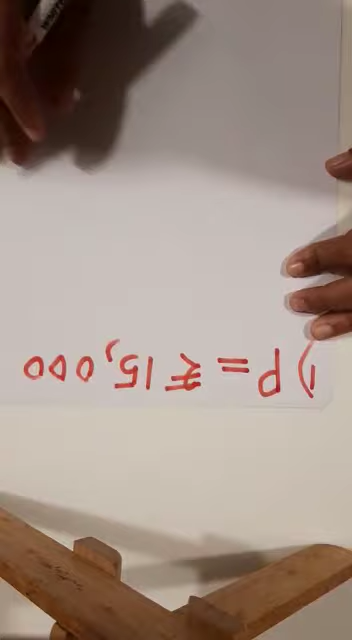 1) P = ₹ 15,000